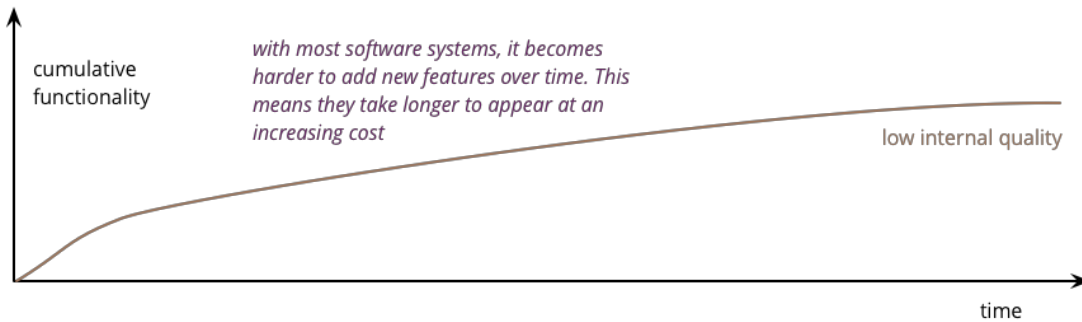 cumulative
functionality
with most software systems, it becomes
harder to add new features over time. This
means they take longer to appear at an
increasing cost
low internal quality
time